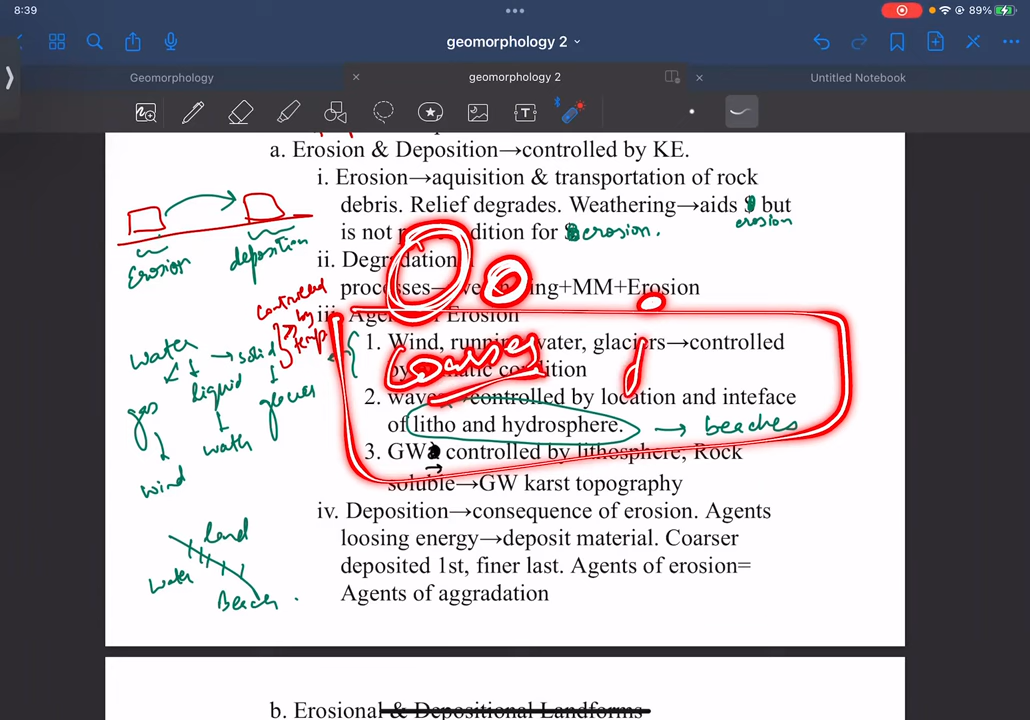 8:39
89%
geomorphology 2
Geomorphology
geomorphology 2
Untitled Notebook
a. Erosion & Deposition→controlled by KE.
i. Erosion→aquisition & transportation of rock
debris. Relief degrades. Weathering→aids but
erosion
is not for erosion.
Erosion
deposition
ii. Degradation
+MM+Erosion
iii. Erosion
controlled
by
temp
1. Wind, water, glaciers→controlled
condition
coarser
2. controlled by location and inteface
of litho and hydrosphere. → beaches
3. GW controlled by lithosphere, Rock
soluble→GW karst topography
water
→ solid
liquid
gas
glaciers
water
wind
iv. Deposition→consequence of erosion. Agents
loosing energy→deposit material. Coarser
deposited 1st, finer last. Agents of erosion=
Agents of aggradation
land
water
Beach
b. Erosional & Depositional Landforms